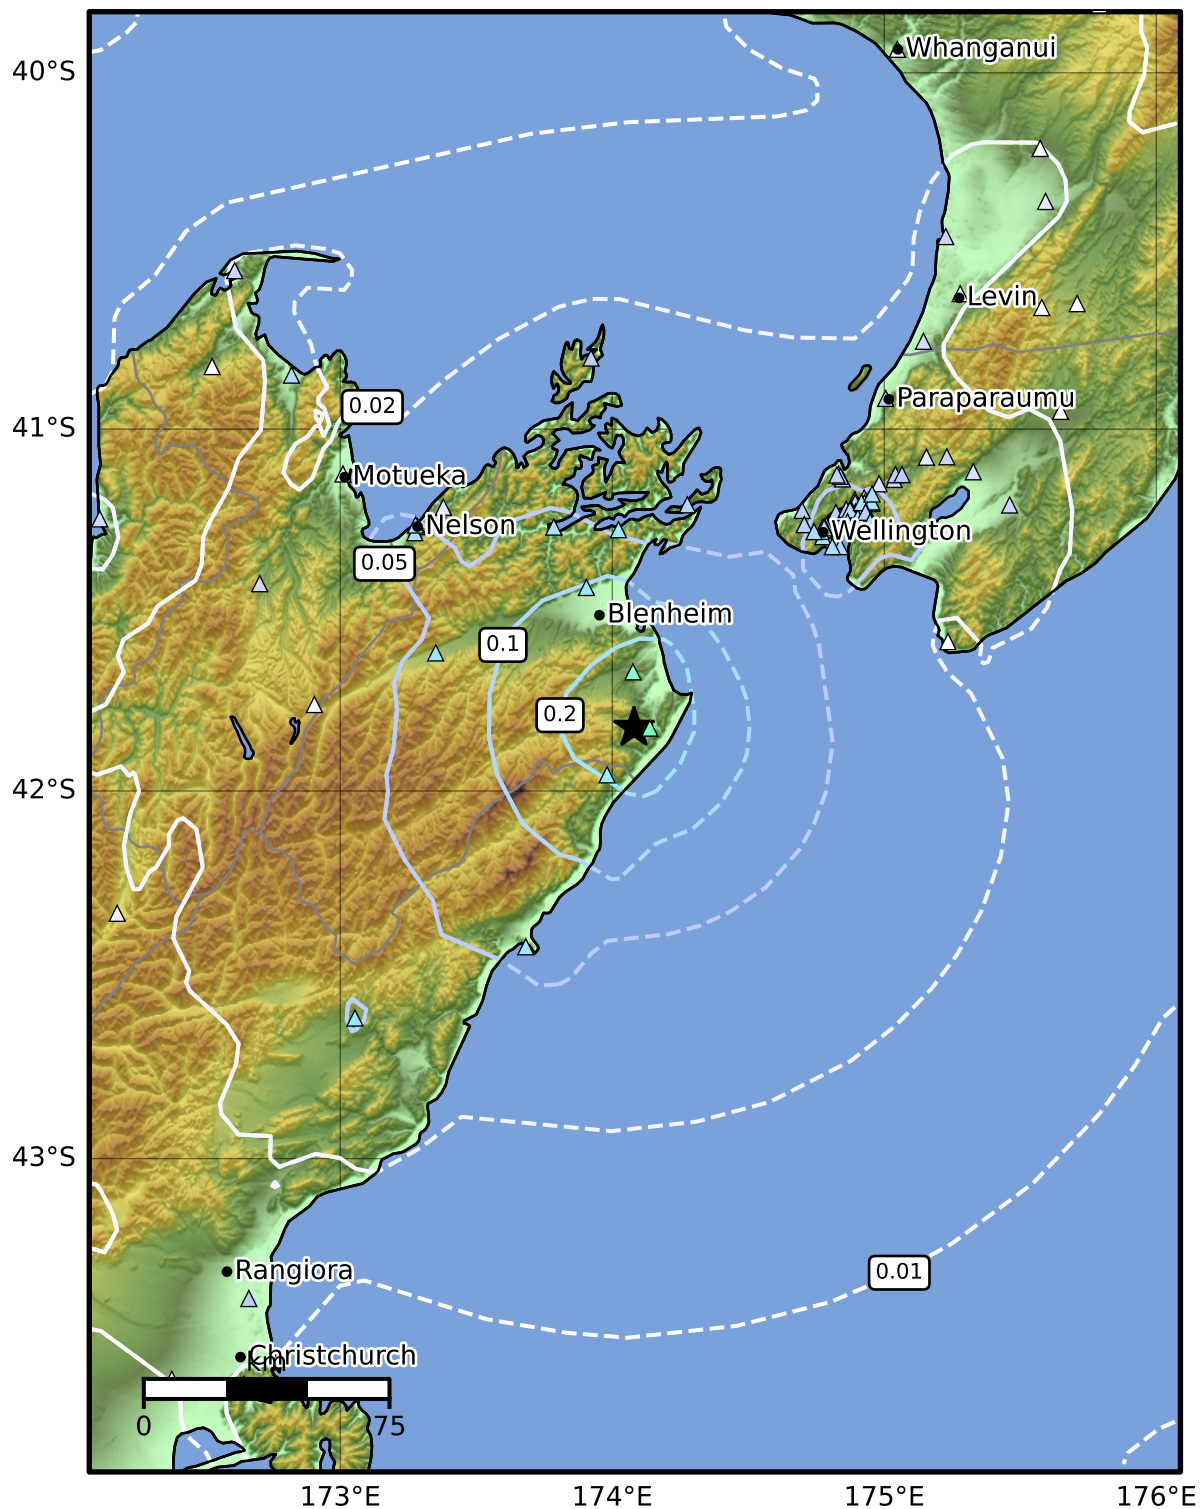 40°S
Whanganui
Levin
Paraparaumu
0.02
41°S
Motueka
Nelson
Wellington
0.05
Blenheim
0.1
0.2
42°S
43°S
Rangiora
0.01
Christchurch
km
0
75
173°E
174°E
175°E
176°E